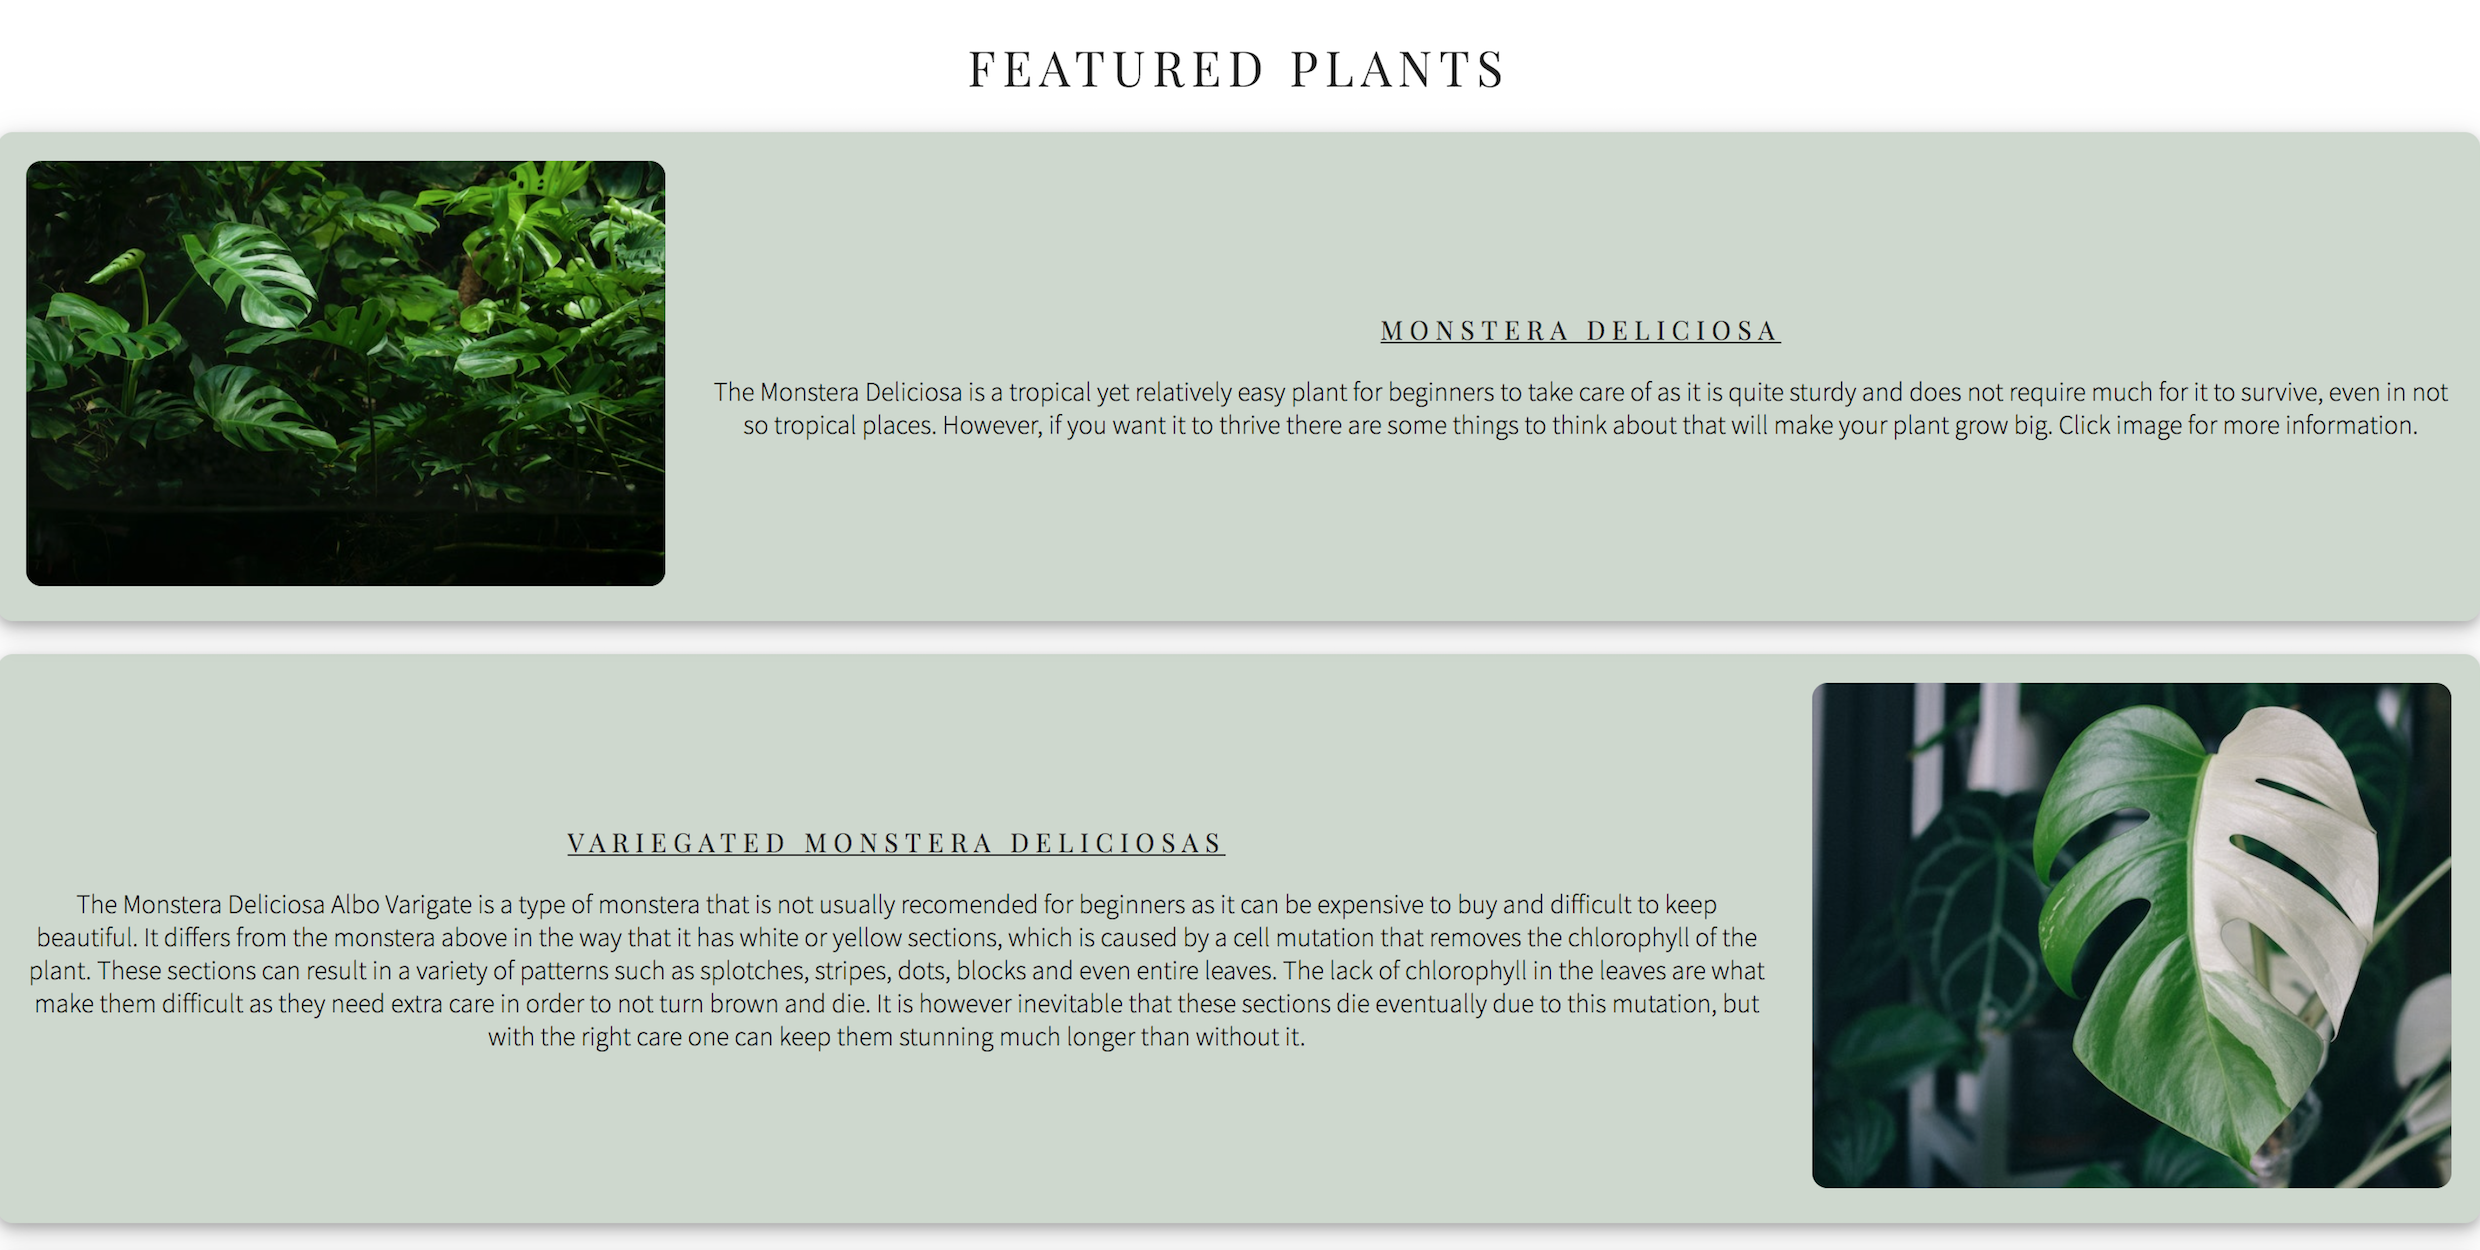 FEATURED PLANTS
MONSTERA DELICIOSA
The Monstera Deliciosa is a tropical yet relatively easy plant for beginners to take care of as it is quite sturdy and does not require much for it to survive, even in not
so tropical places. However, if you want it to thrive there are some things to think about that will make your plant grow big. Click image for more information.
VARIEGATED MONSTERA DELICIOSAS
The Monstera Deliciosa Albo Varigate is a type of monstera that is not usually recomended for beginners as it can be expensive to buy and difficult to keep
beautiful. It differs from the monstera above in the way that it has white or yellow sections, which is caused by a cell mutation that removes the chlorophyll of the
plant. These sections can result in a variety of patterns such as splotches, stripes, dots, blocks and even entire leaves. The lack of chlorophyll in the leaves are what
make them difficult as they need extra care in order to not turn brown and die. It is however inevitable that these sections die eventually due to this mutation, but
with the right care one can keep them stunning much longer than without it.